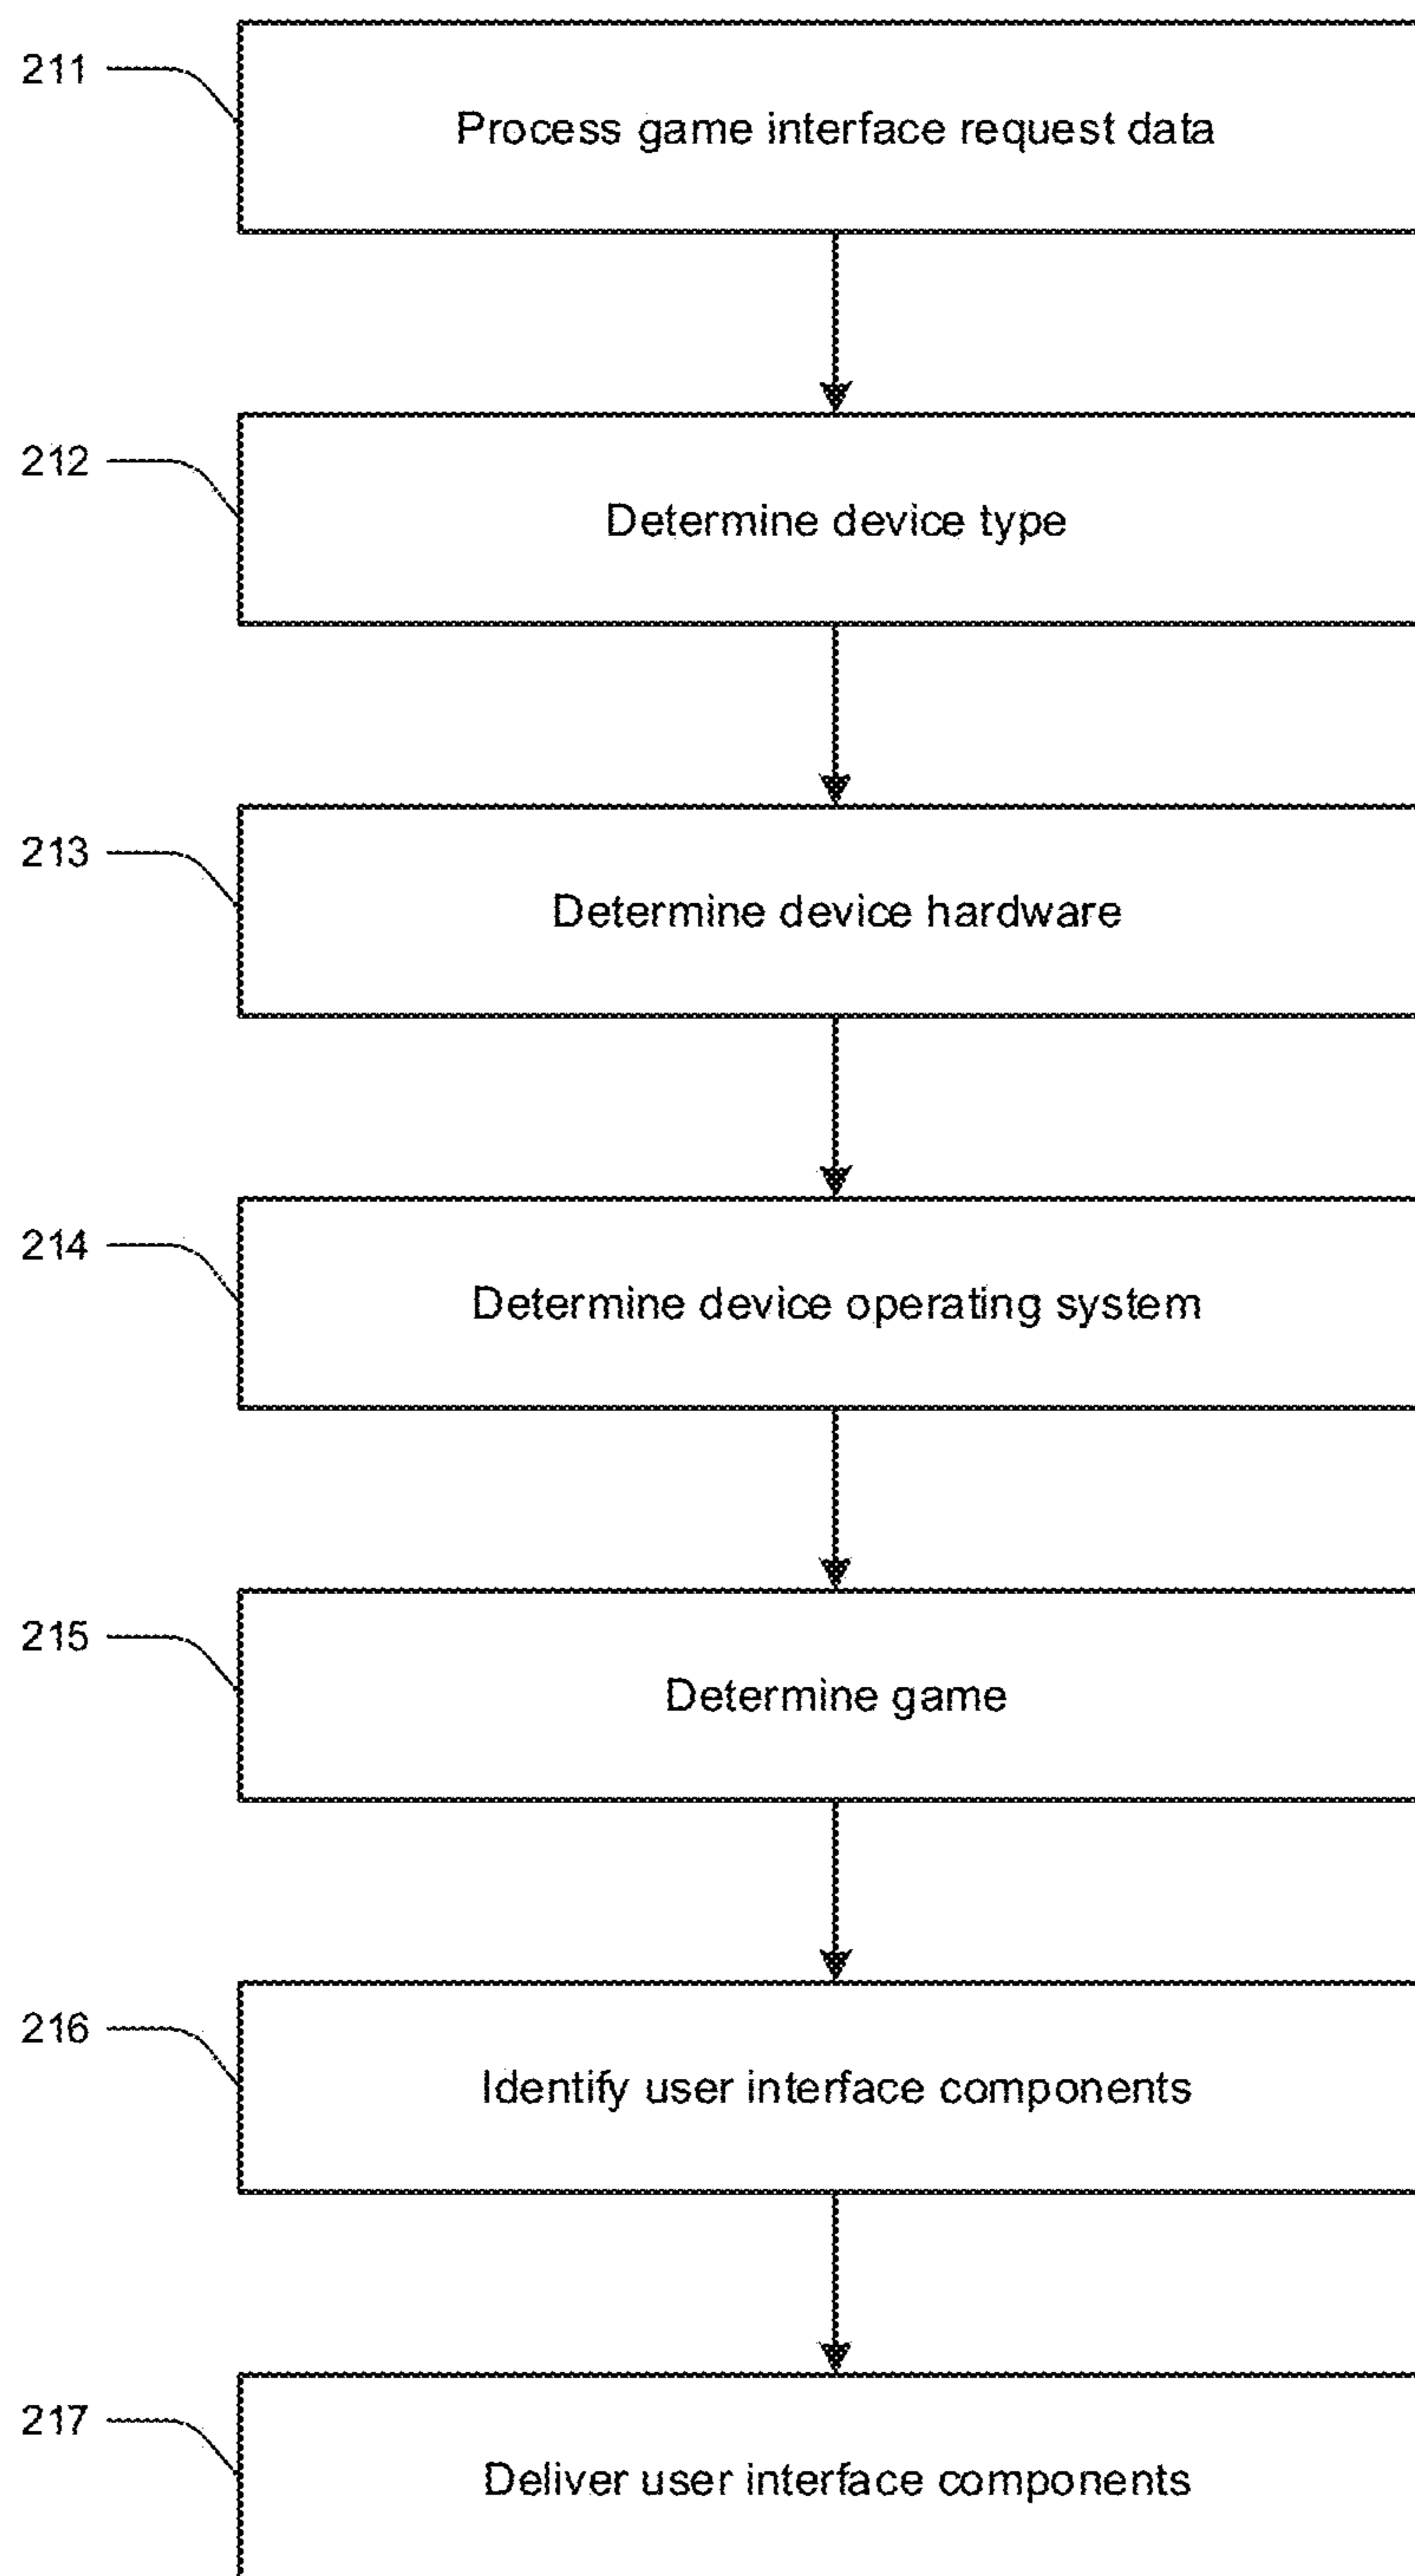 211
Process game interface request data
212
Determine device type
213
Determine device hardware
214
Determine device operating system
215
Determine game
216
Identify user interface components
217
Deliver user interface components